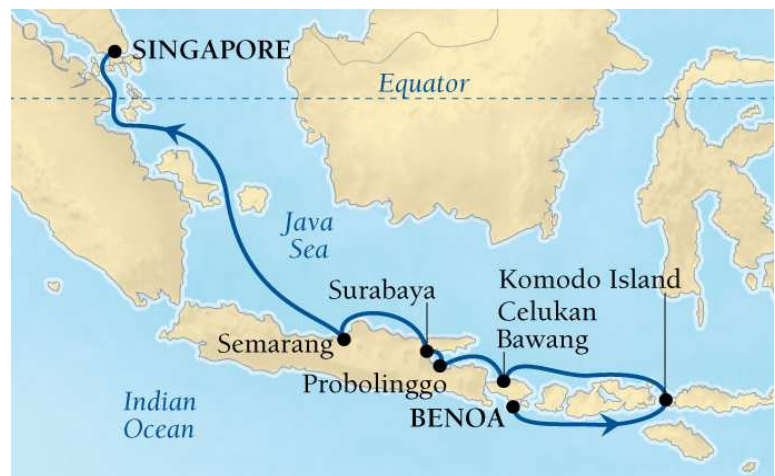 SINGAPORE
Equator
Java
Sea
Komodo Island
Surabaya
Celukan
Bawang
Semarang
Probolinggo
BENOA
Indian
Ocean